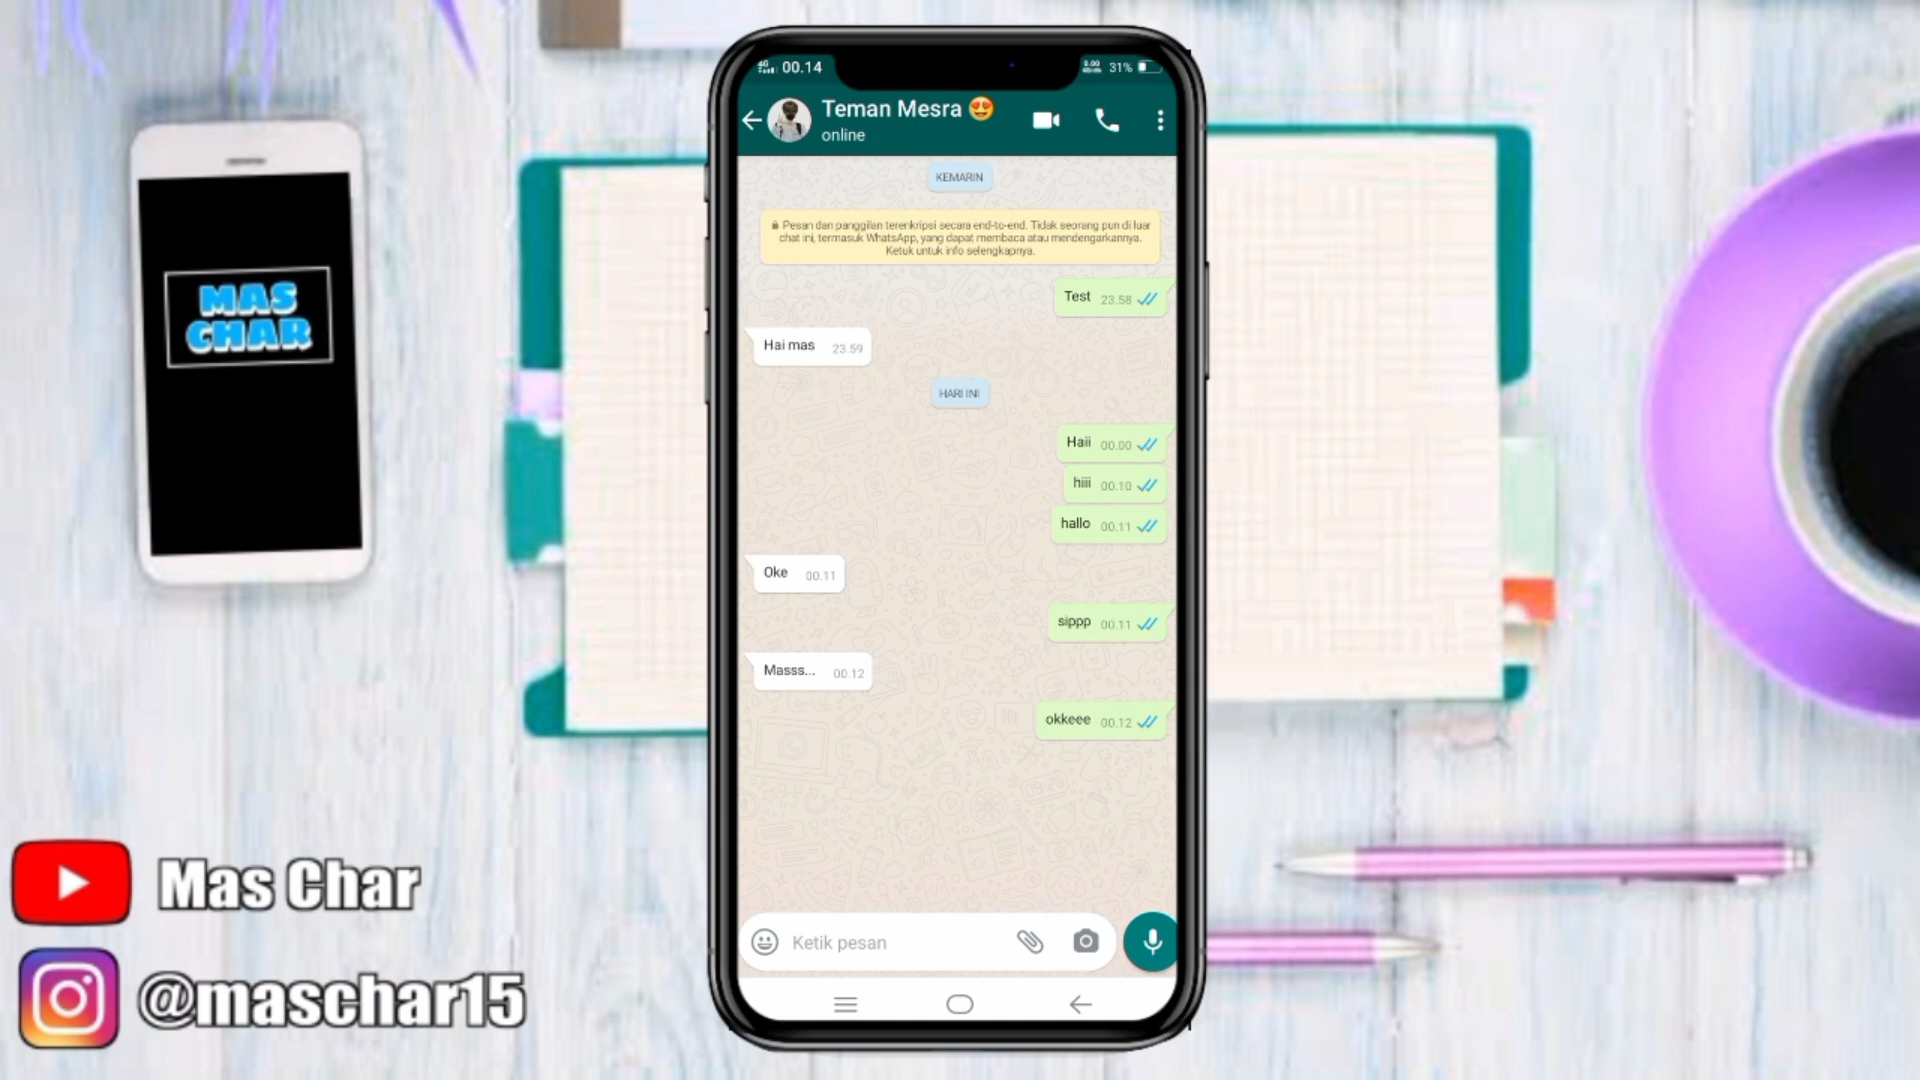 MAS
CHAR
00.14
31%
Teman Mesra 😍
online
KEMARIN
Pesan dan panggilan terenkripsi secara end-to-end. Tidak seorang pun di luar
chat ini, termasuk WhatsApp, yang dapat membaca atau mendengarkannya.
Ketuk untuk info selengkapnya.
Test 23.58
Hai mas 23.59
HARI INI
Haii 00.00
hiii 00.10
hallo 00.11
Oke 00.11
sippp 00.11
Masss... 00.12
okkeee 00.12
Ketik pesan
Mas Char
@maschar15